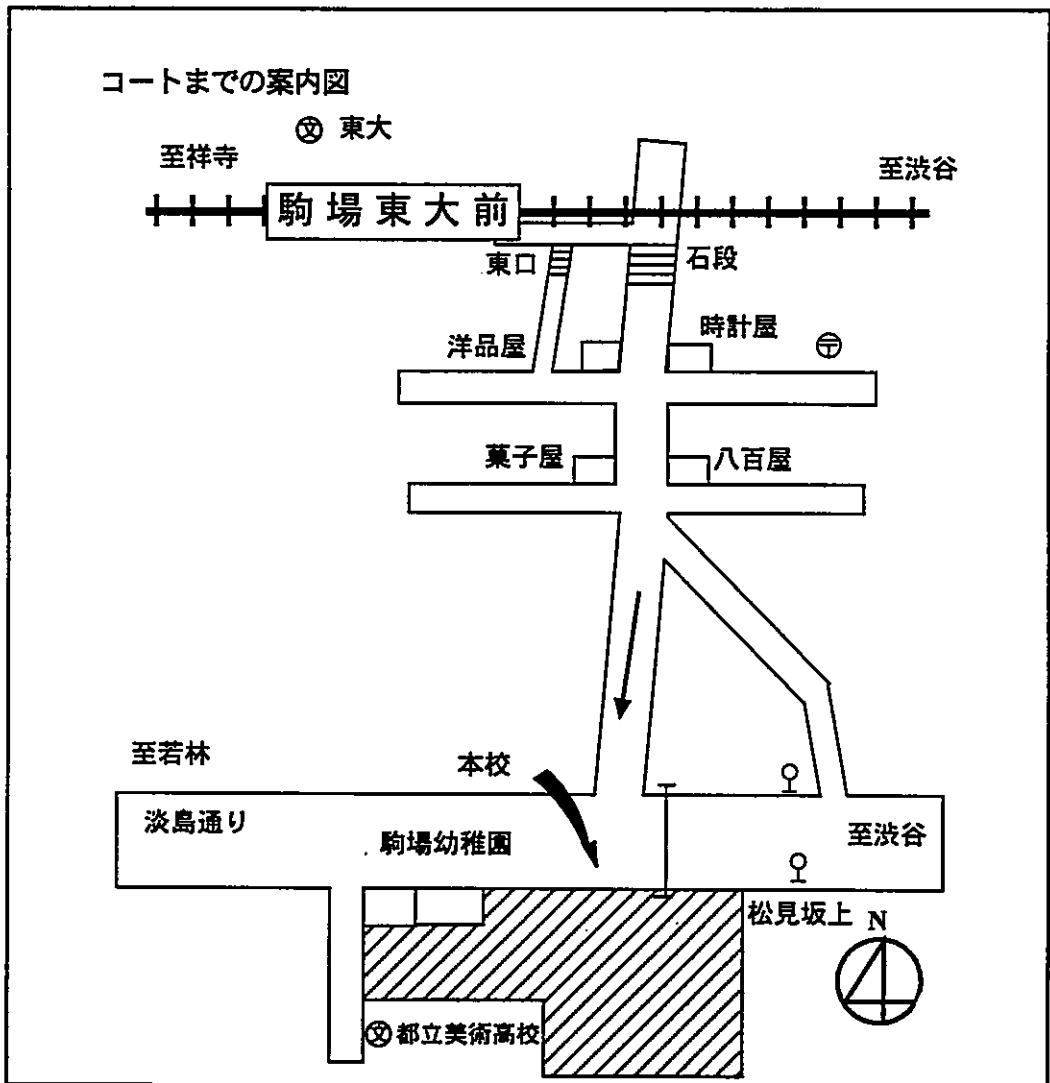 コートまでの案内図
㊫ 東大
至祥寺
至渋谷
駒場東大前
東口
石段
洋品屋
時計屋
〒
菓子屋
八百屋
至若林
本校
淡島通り
駒場幼稚園
至渋谷
松見坂上
N
㊫都立美術高校